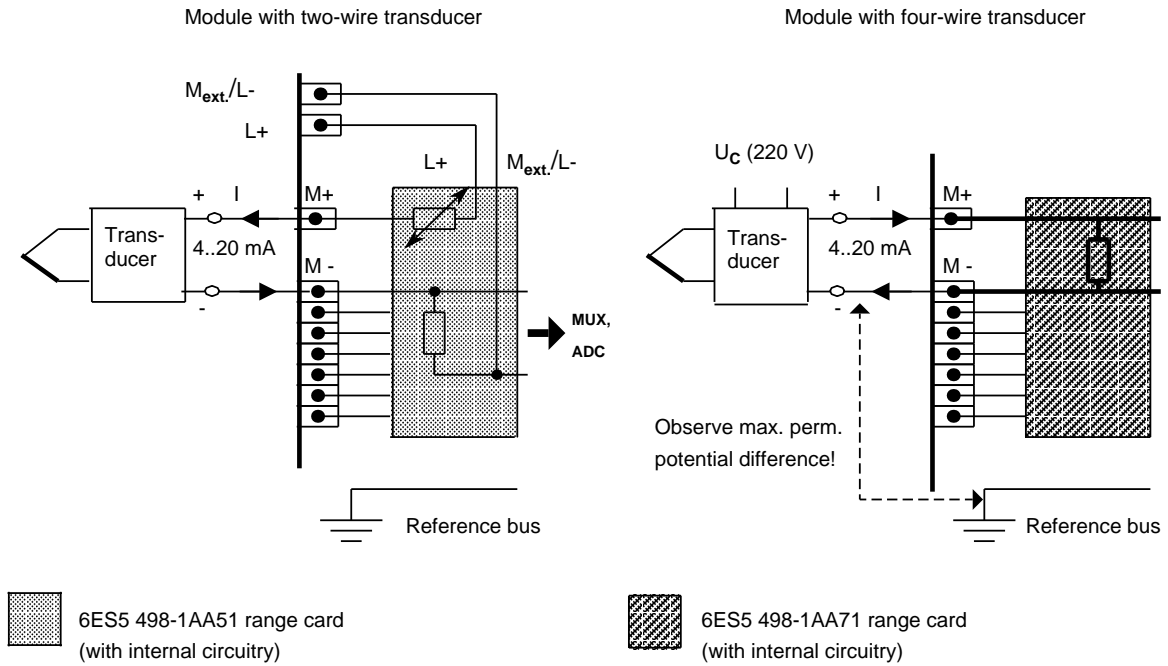 Module with two-wire transducer
Module with four-wire transducer
Mext./L-
L+
L+
Mext./L-
+ I
M+
Trans-
ducer
4..20 mA
M -
-
MUX,
ADC
Reference bus
UC (220 V)
+ I
M+
Trans-
ducer
4..20 mA
M -
-
Observe max. perm.
potential difference!
Reference bus
6ES5 498-1AA51 range card
(with internal circuitry)
6ES5 498-1AA71 range card
(with internal circuitry)